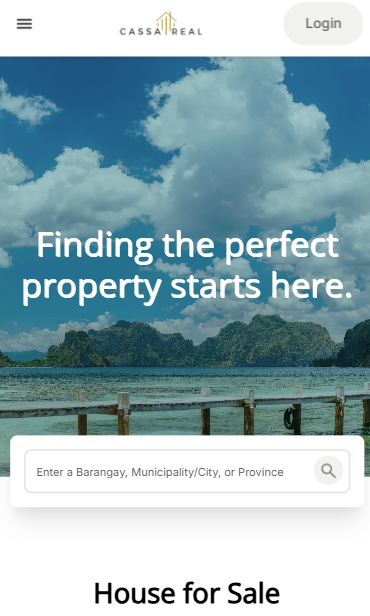 CASSA REAL
Login
Finding the perfect
property starts here.
Enter a Barangay, Municipality/City, or Province
House for Sale